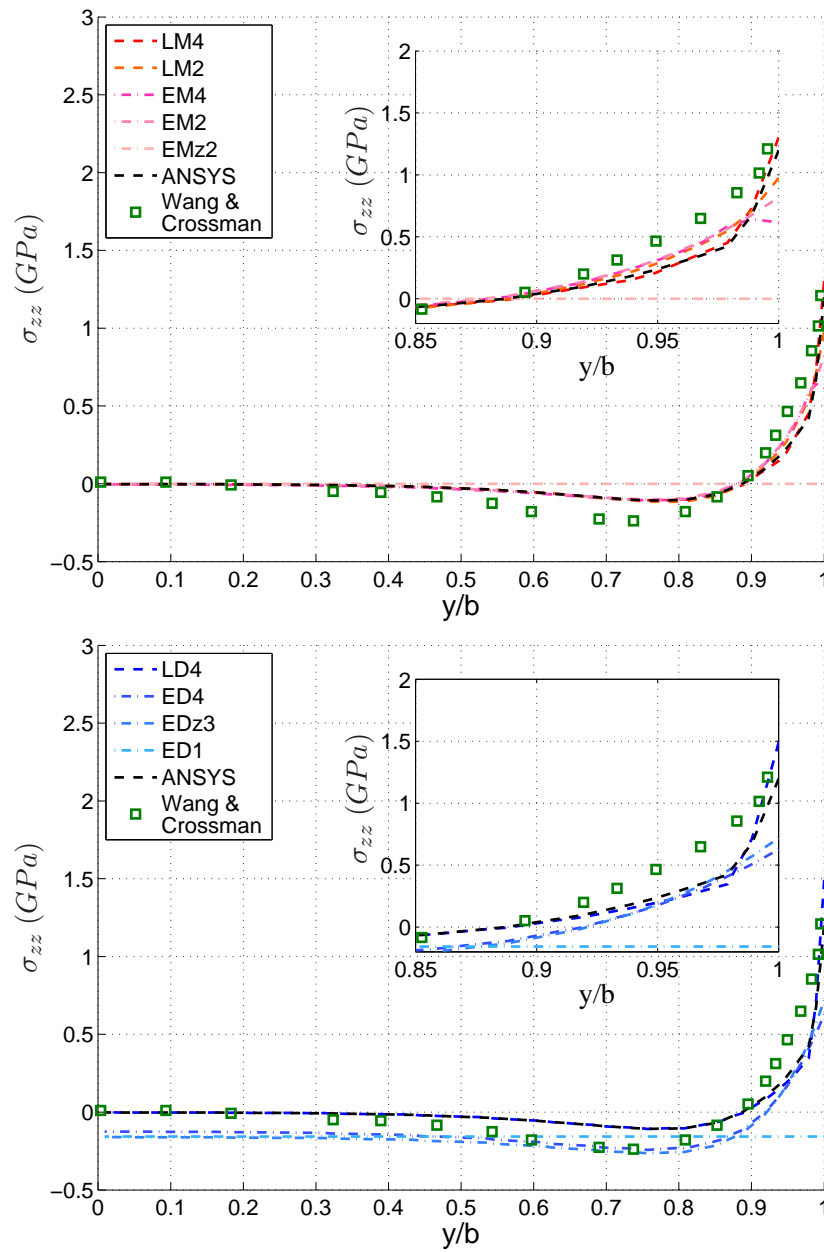 3
2.5
2
1.5
1
0.5
0
−0.5
σzz (GPa)
LM4
LM2
EM4
EM2
EMz2
ANSYS
Wang &
Crossman
2
1.5
1
0.5
0
σzz (GPa)
0.85 0.9 0.95 1
y/b
0 0.1 0.2 0.3 0.4 0.5 0.6 0.7 0.8 0.9 1
y/b
3
2.5
2
1.5
1
0.5
0
−0.5
σzz (GPa)
LD4
ED4
EDz3
ED1
ANSYS
Wang &
Crossman
2
1.5
1
0.5
0
σzz (GPa)
0.85 0.9 0.95 1
y/b
0 0.1 0.2 0.3 0.4 0.5 0.6 0.7 0.8 0.9 1
y/b